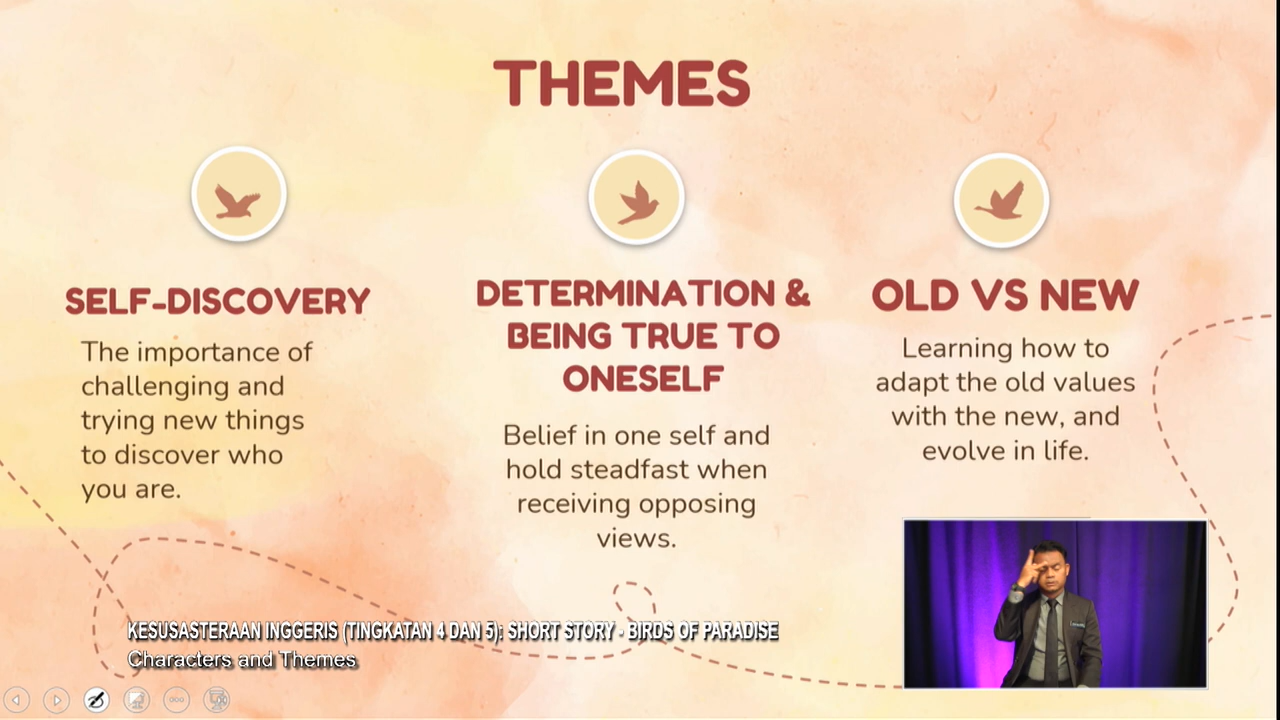 THEMES
SELF-DISCOVERY
The importance of
challenging and
trying new things
to discover who
you are.
DETERMINATION &
BEING TRUE TO
ONESELF
Belief in one self and
hold steadfast when
receiving opposing
views.
OLD VS NEW
Learning how to
adapt the old values
with the new, and
evolve in life.
KESUSASTERAAN INGGERIS (TINGKATAN 4 DAN 5): SHORT STORY - BIRDS OF PARADISE
Characters and Themes